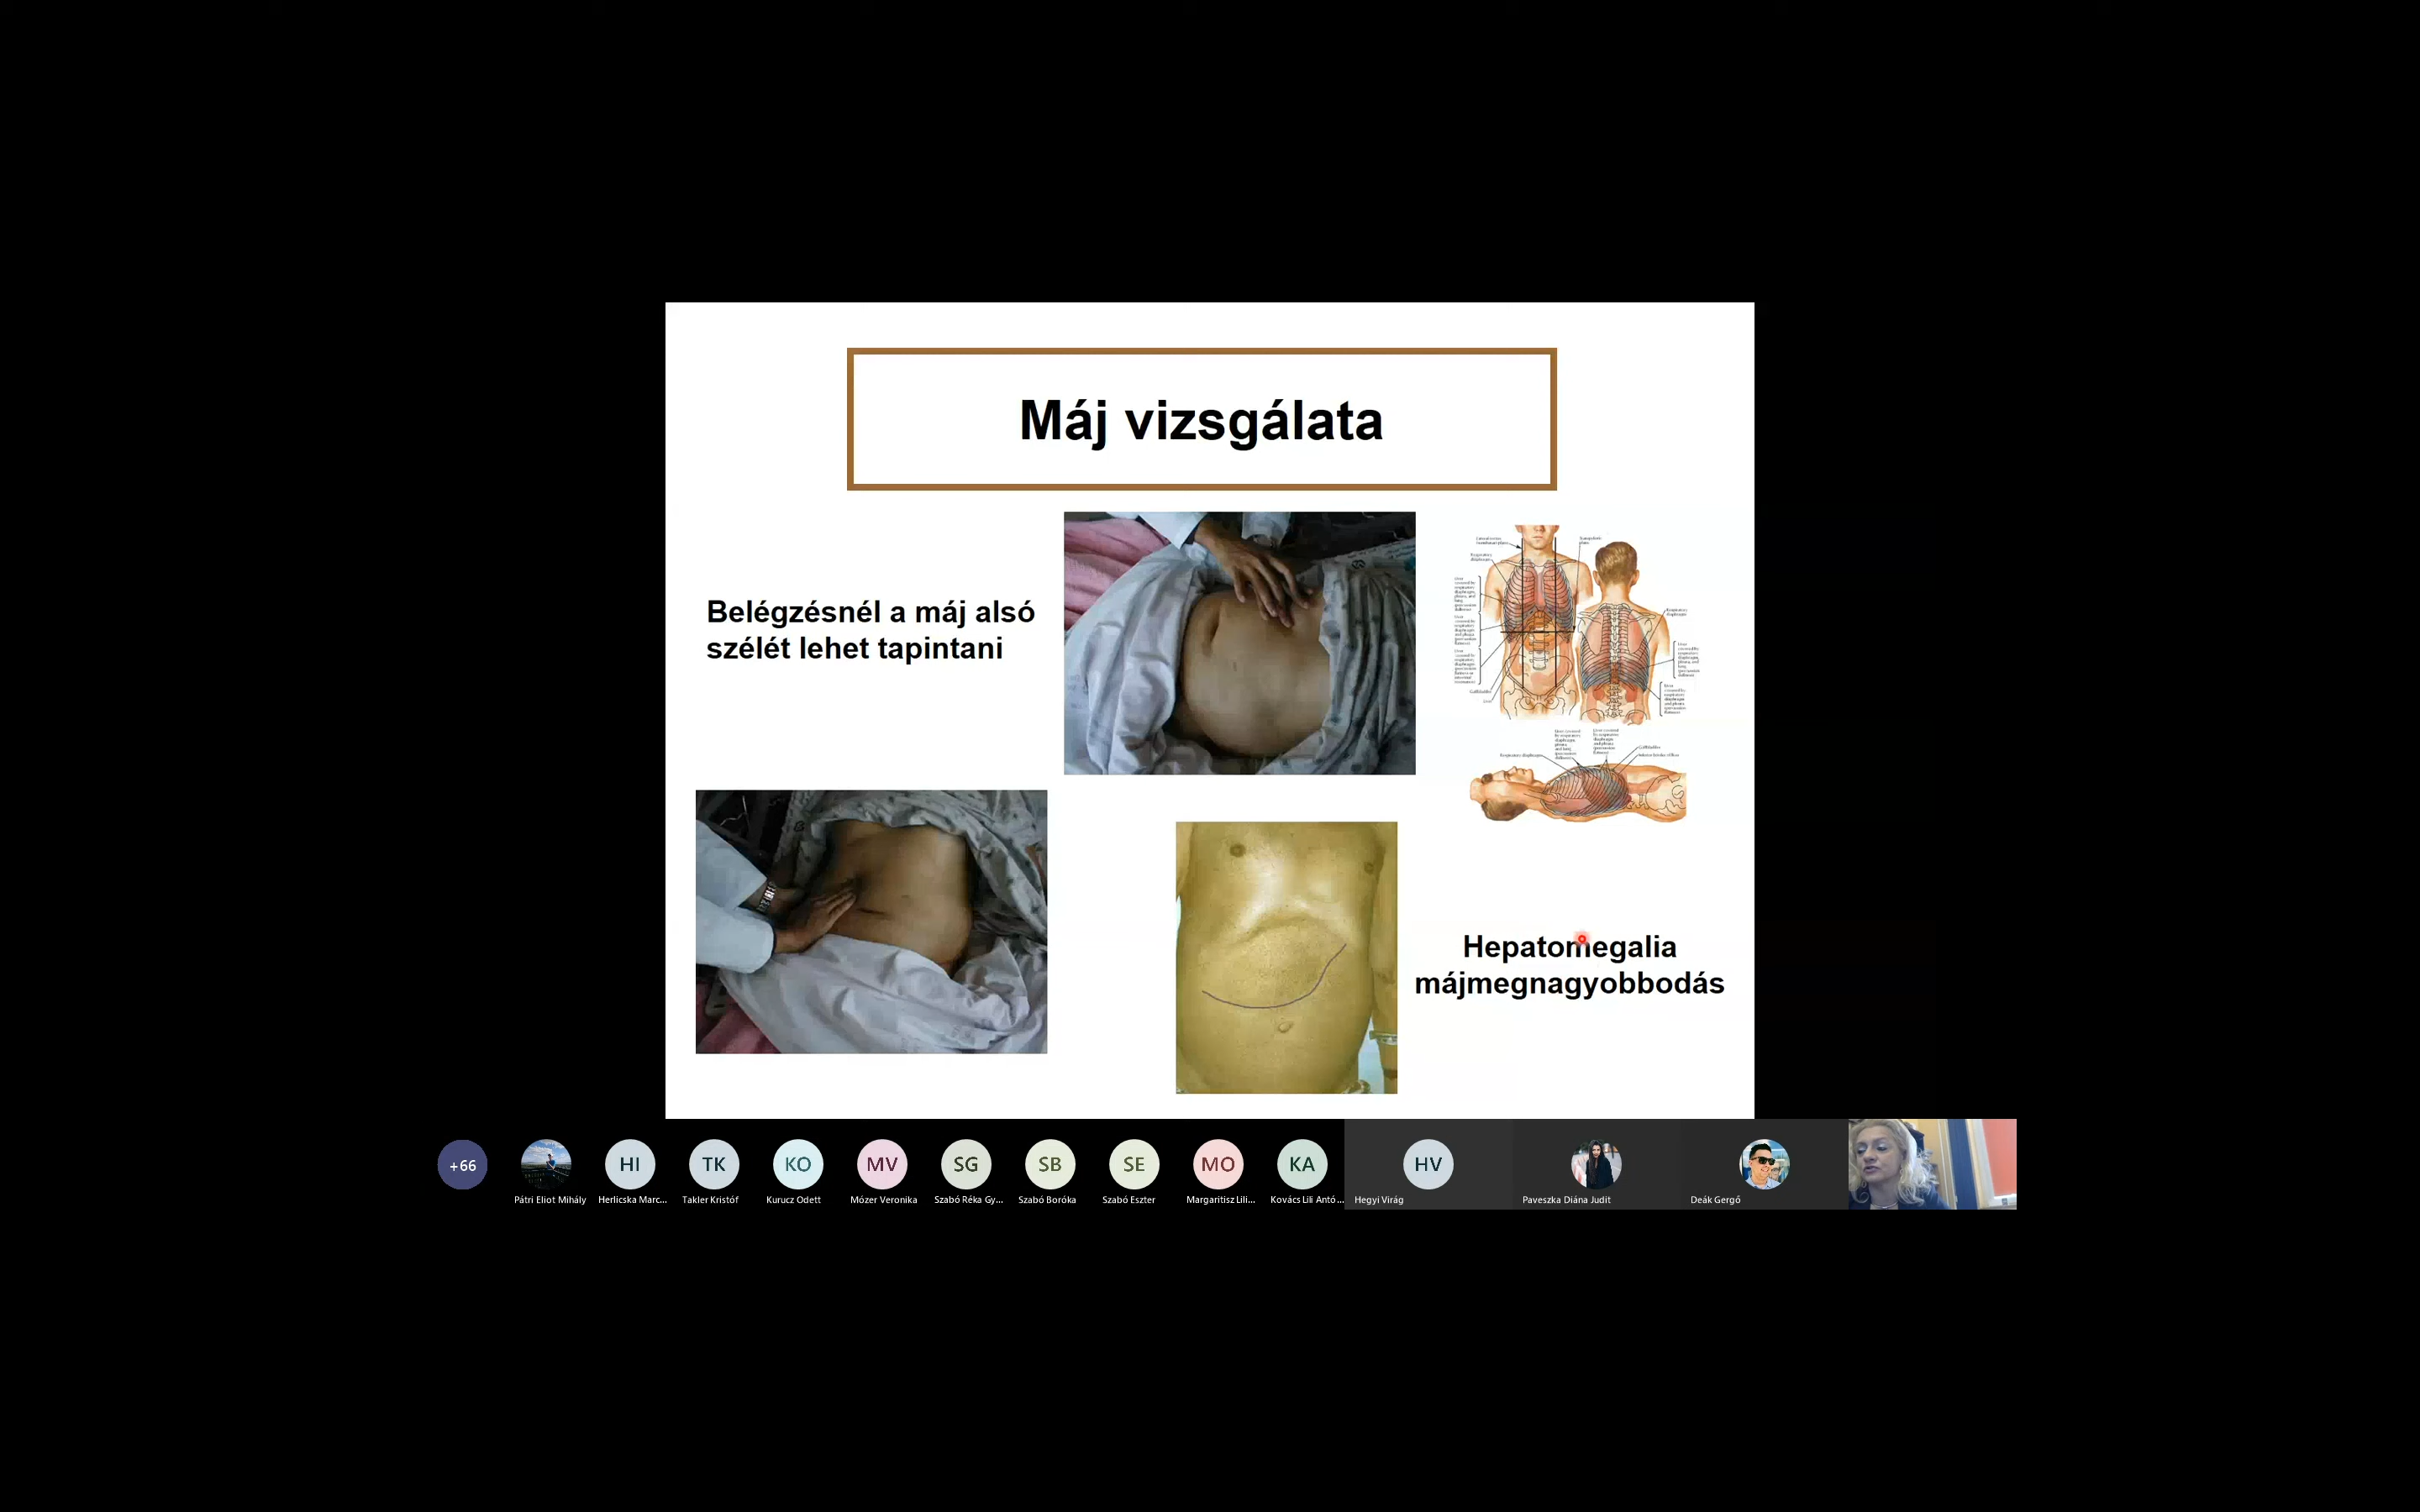 Máj vizsgálata
Belégzésnél a máj alsó
szélét lehet tapintani
Hepatomegalia
májmegnagyobbodás
+66
HI
TK
KO
MV
SG
SB
SE
MO
KA
HV
Pátri Eliot Mihály
Herlicska Marc...
Takler Kristóf
Kurucz Odett
Mózer Veronika
Szabó Réka Gy...
Szabó Boróka
Szabó Eszter
Margaritisz Lili...
Kovács Lili Antó...
Hegyi Virág
Paveszka Diána Judit
Deák Gergő